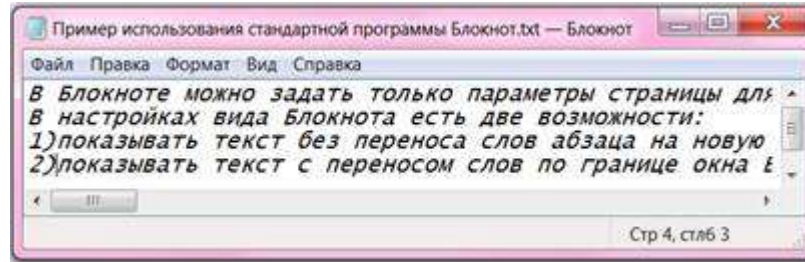 Пример использования стандартной программы Блокнот.txt — Блокнот
Файл Правка Формат Вид Справка
В Блокноте можно задать только параметры страницы для
В настройках вида Блокнота есть две возможности:
1)показывать текст без переноса слов абзаца на новую
2)показывать текст с переносом слов по границе окна
Стр 4, стлб 3